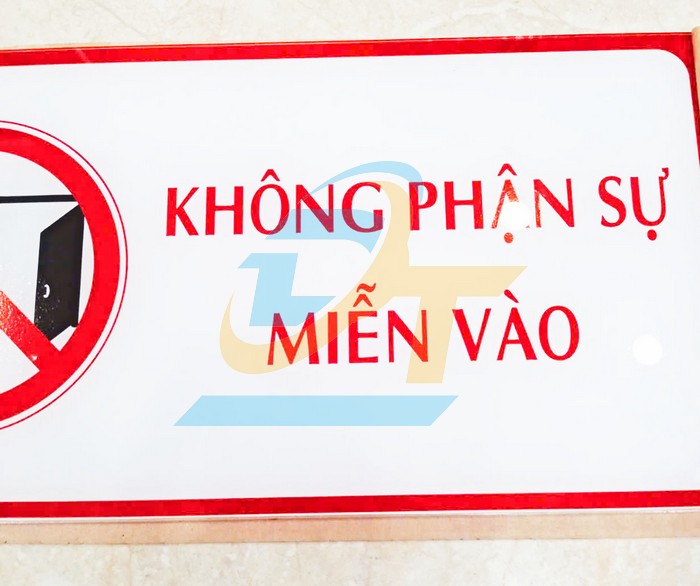 KHÔNG PHẬN SỰ
MIỄN VÀO